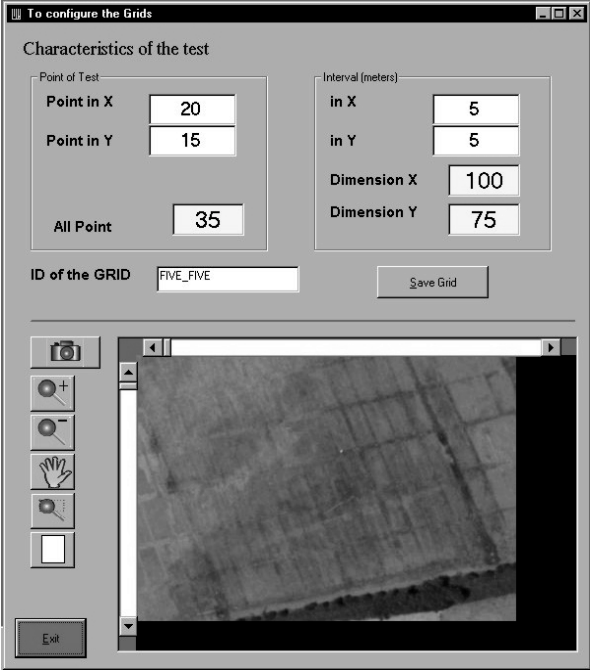 To configure the Grids
Characteristics of the test
Point of Test
Point in X 20
Point in Y 15
All Point 35
Interval (meters)
in X 5
in Y 5
Dimension X 100
Dimension Y 75
ID of the GRID FIVE_FIVE
Save Grid
Exit